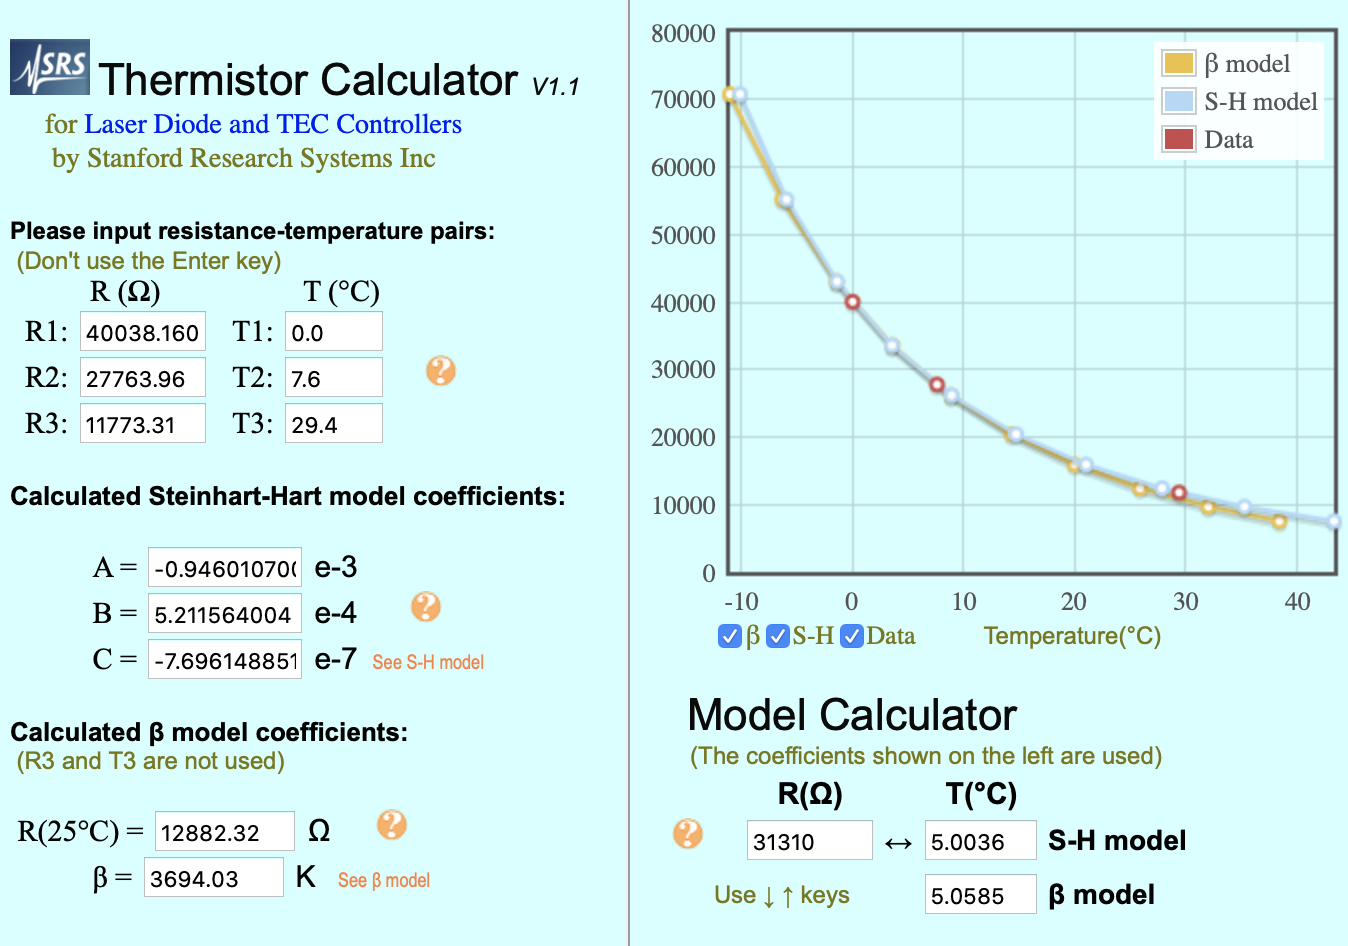 SRS
Thermistor Calculator V1.1
for Laser Diode and TEC Controllers
by Stanford Research Systems Inc
Please input resistance-temperature pairs:
(Don't use the Enter key)
R (Ω) T (°C)
R1: 40038.160 T1: 0.0
R2: 27763.96 T2: 7.6
?
R3: 11773.31 T3: 29.4
Calculated Steinhart-Hart model coefficients:
A = -0.94601070( e-3
B = 5.211564004 e-4
?
C = -7.696148851 e-7 See S-H model
Calculated β model coefficients:
(R3 and T3 are not used)
R(25°C) = 12882.32 Ω
?
β = 3694.03 K See β model
80000
70000
60000
50000
40000
30000
20000
10000
0
β model
S-H model
Data
-10 0 10 20 30 40
β S-H Data Temperature(°C)
Model Calculator
(The coefficients shown on the left are used)
R(Ω) T(°C)
? 31310 ↔ 5.0036 S-H model
Use ↓ ↑ keys 5.0585 β model